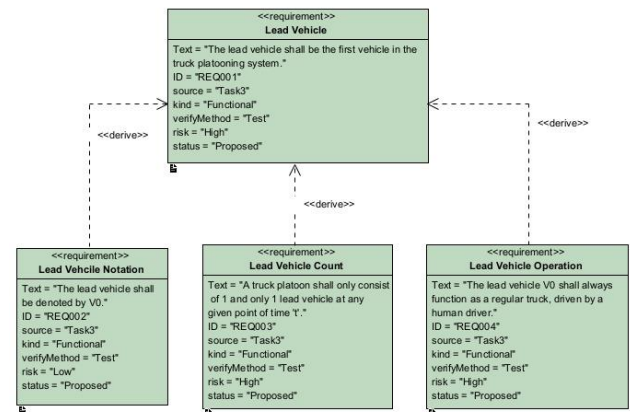 <<requirement>>
Lead Vehicle
Text = "The lead vehicle shall be the first vehicle in the
truck platooning system."
ID = "REQ001"
source = "Task3"
kind = "Functional"
verifyMethod = "Test"
risk = "High"
status = "Proposed"
<<derive>>
<<derive>>
<<derive>>
<<requirement>>
Lead Vehcile Notation
Text = "The lead vehicle shall
be denoted by V0."
ID = "REQ002"
source = "Task3"
kind = "Functional"
verifyMethod = "Test"
risk = "Low"
status = "Proposed"
<<requirement>>
Lead Vehicle Count
Text = "A truck platoon shall only consist
of 1 and only 1 lead vehicle at any
given point of time 't'."
ID = "REQ003"
source = "Task3"
kind = "Functional"
verifyMethod = "Test"
risk = "High"
status = "Proposed"
<<requirement>>
Lead Vehicle Operation
Text = "The lead vehicle V0 shall always
function as a regular truck, driven by a
human driver."
ID = "REQ004"
source = "Task3"
kind = "Functional"
verifyMethod = "Test"
risk = "High"
status = "Proposed"